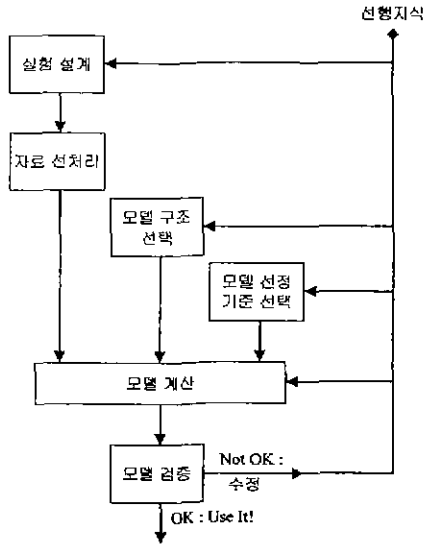 선행지식
실험 설계
자료 선처리
모델 구조
선택
모델 선정
기준 선택
모델 계산
모델 검증
Not OK :
수정
OK : Use It!